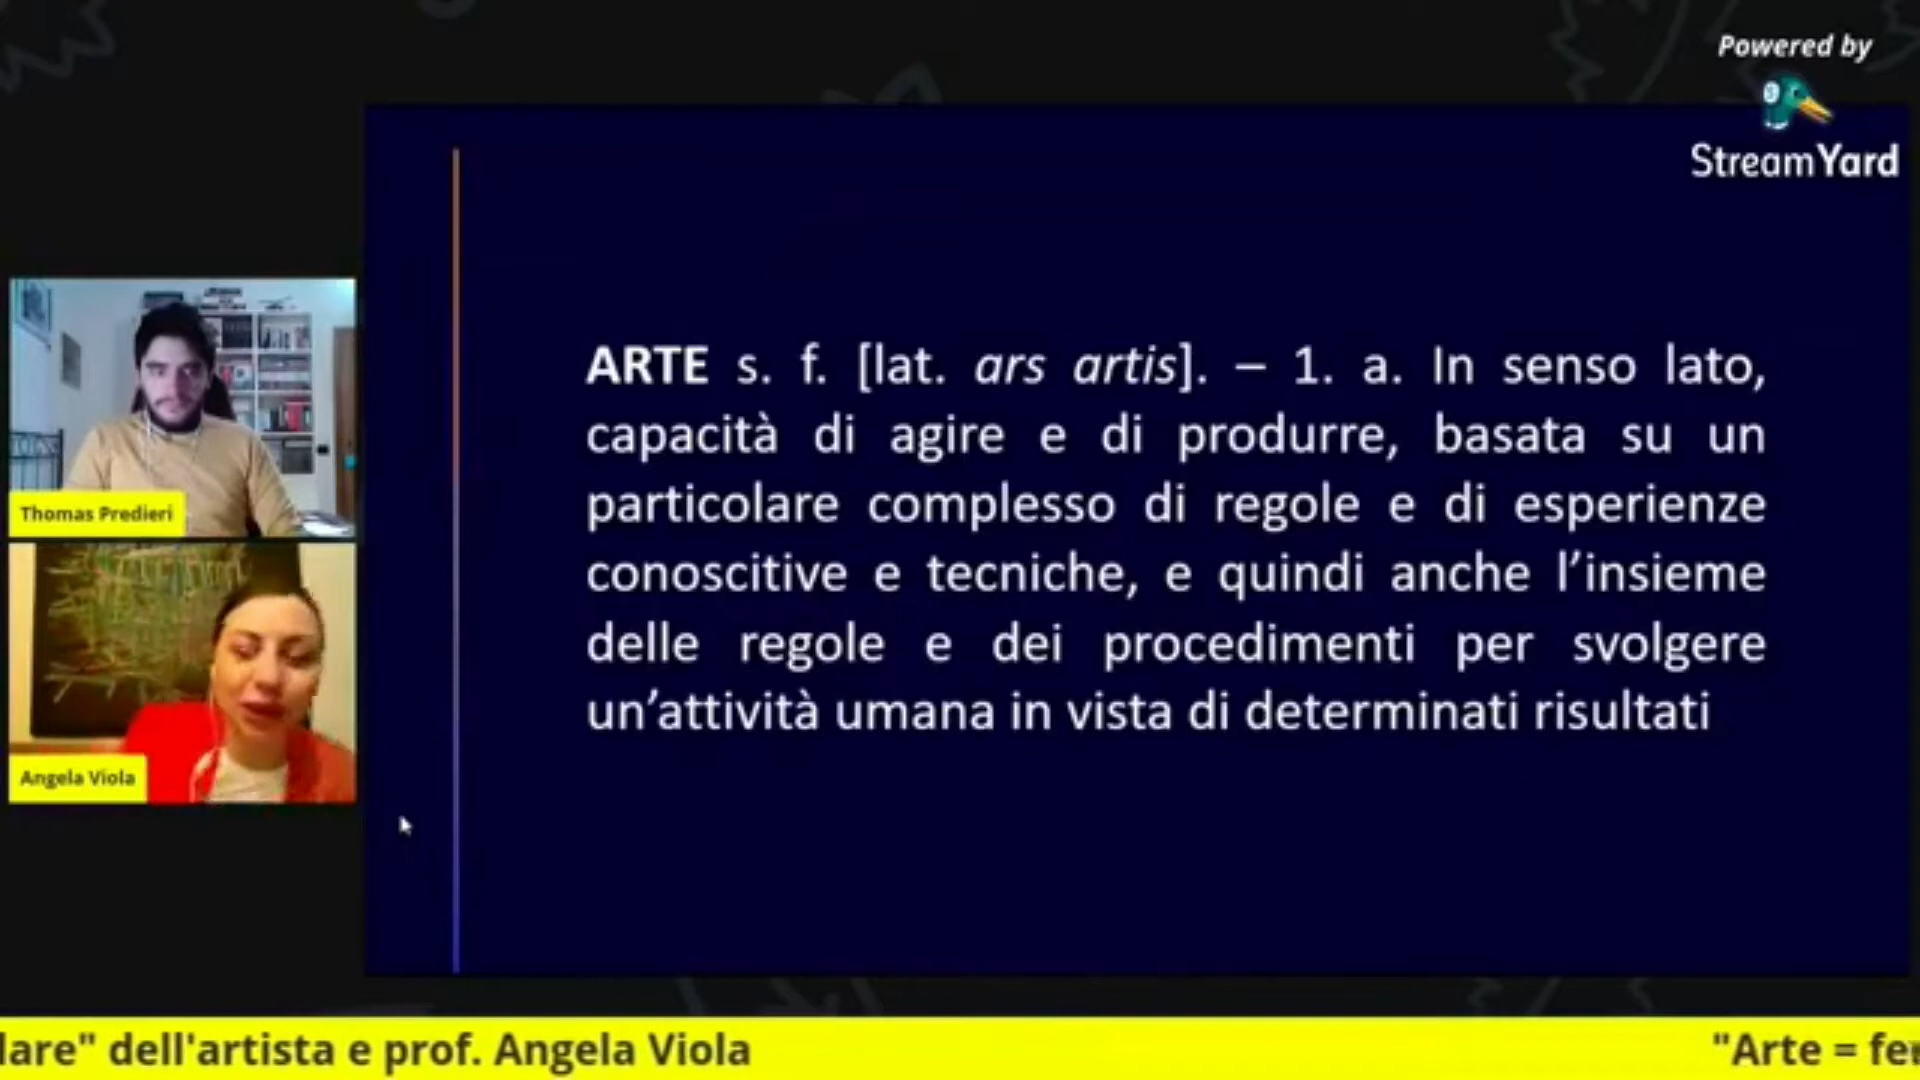 Powered by
StreamYard
ARTE s. f. [lat. ars artis]. – 1. a. In senso lato,
capacità di agire e di produrre, basata su un
particolare complesso di regole e di esperienze
conoscitive e tecniche, e quindi anche l’insieme
delle regole e dei procedimenti per svolgere
un’attività umana in vista di determinati risultati
Thomas Predieri
Angela Viola
lare" dell'artista e prof. Angela Viola
"Arte = fer